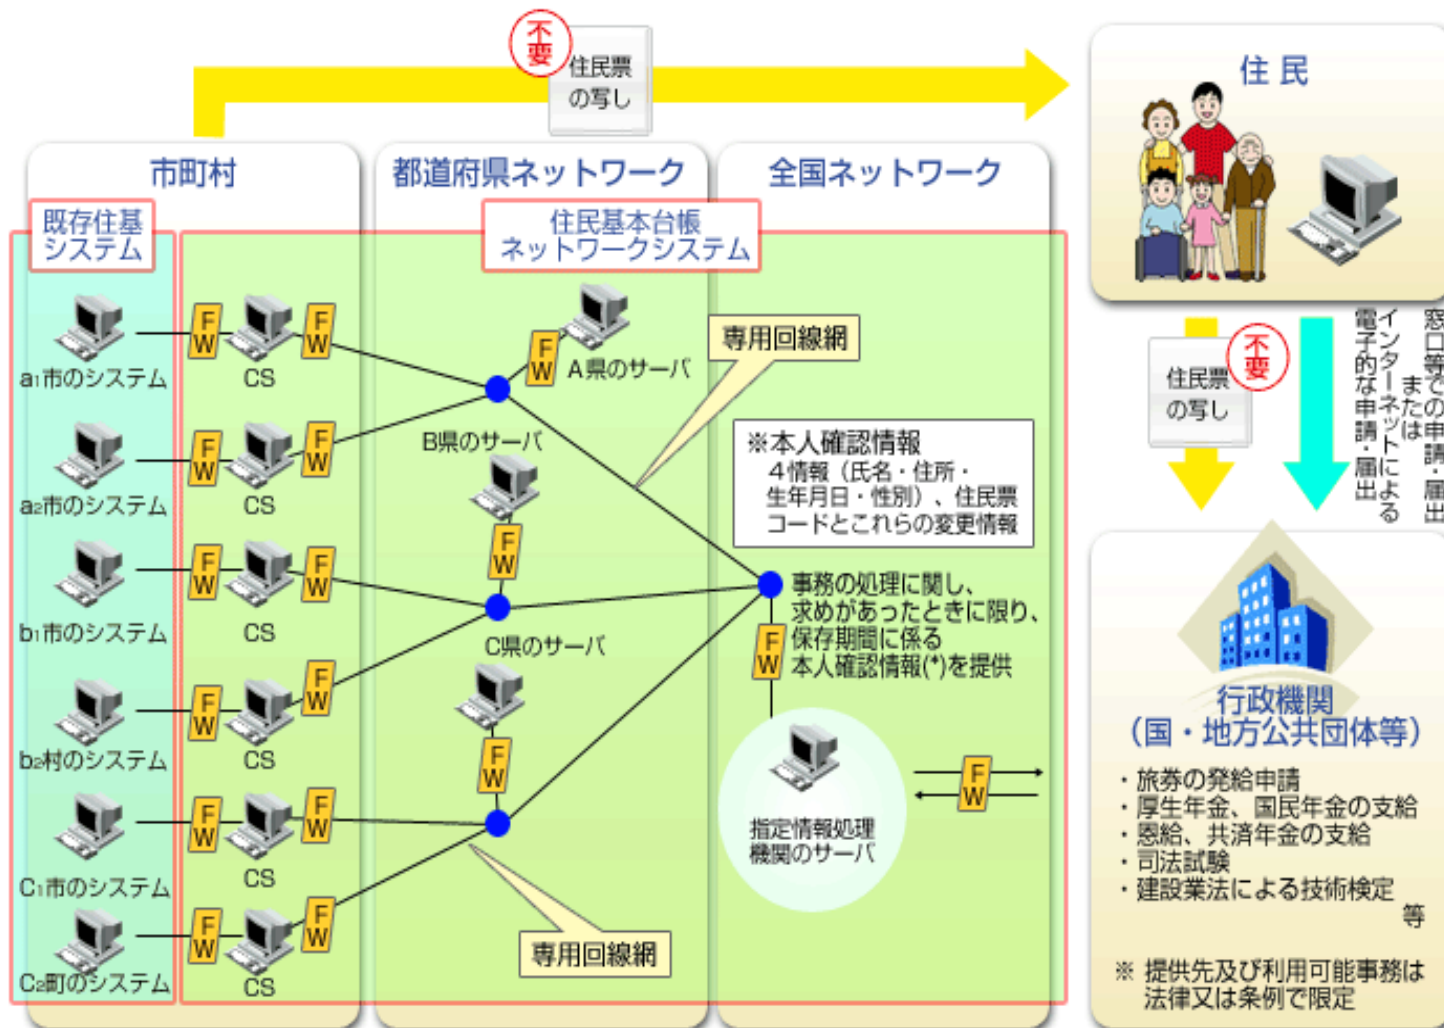 不要
住民票
の写し
住民
市町村
都道府県ネットワーク
全国ネットワーク
既存住基
システム
住民基本台帳
ネットワークシステム
FW
CS
FW
a1市のシステム
FW
A県のサーバ
専用回線網
FW
CS
FW
a2市のシステム
B県のサーバ
FW
※本人確認情報
4情報（氏名・住所・
生年月日・性別）、住民票
コードとこれらの変更情報
FW
CS
FW
b1市のシステム
C県のサーバ
FW
事務の処理に関し、
求めがあったときに限り、
保存期間に係る
本人確認情報(*)を提供
FW
FW
CS
FW
b2村のシステム
指定情報処理
機関のサーバ
FW
FW
CS
FW
C1市のシステム
FW
CS
FW
C2町のシステム
専用回線網
住民票
の写し
不要
窓口等での申請・届出
または
インターネットによる
電子的な申請・届出
行政機関
（国・地方公共団体等）
・旅券の発給申請
・厚生年金、国民年金の支給
・恩給、共済年金の支給
・司法試験
・建設業法による技術検定
等
※ 提供先及び利用可能事務は
法律又は条例で限定